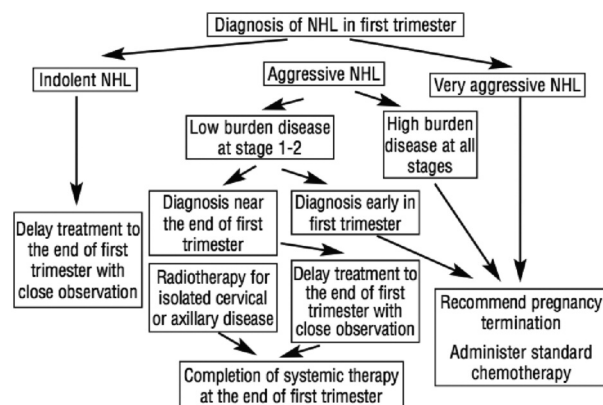 Diagnosis of NHL in first trimester
Indolent NHL
Aggressive NHL
Very aggressive NHL
Low burden disease
at stage 1-2
High burden
disease at all
stages
Diagnosis near
the end of first
trimester
Diagnosis early in
first trimester
Delay treatment to
the end of first
trimester with
close observation
Radiotherapy for
isolated cervical
or axillary disease
Delay treatment to
the end of first
trimester with
close observation
Recommend pregnancy
termination
Administer standard
chemotherapy
Completion of systemic therapy
at the end of first trimester